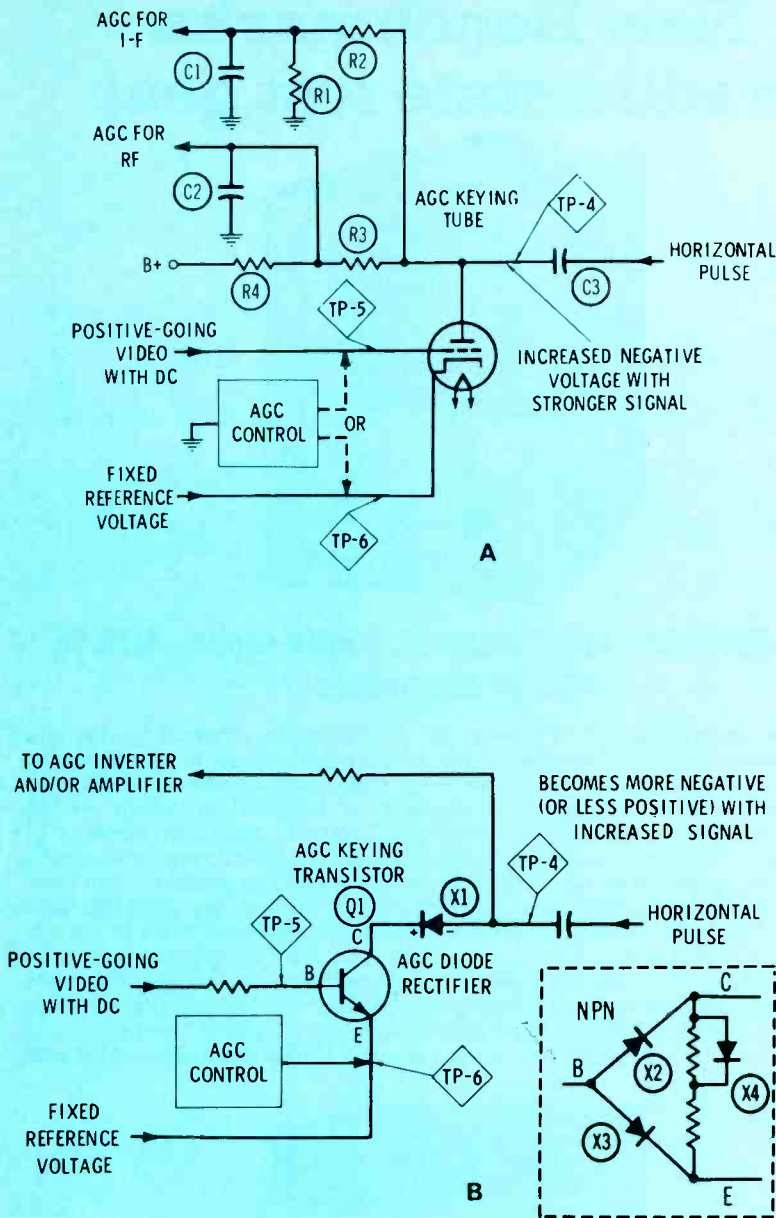 AGC FOR
I-F
C1
R1
R2
AGC FOR
RF
C2
AGC KEYING
TUBE
TP-4
B+
R4
R3
C3
HORIZONTAL
PULSE
TP-5
POSITIVE-GOING
VIDEO
WITH DC
INCREASED NEGATIVE
VOLTAGE WITH
STRONGER SIGNAL
AGC
CONTROL
OR
FIXED
REFERENCE
VOLTAGE
TP-6
A
TO AGC INVERTER
AND/OR AMPLIFIER
BECOMES MORE NEGATIVE
(OR LESS POSITIVE) WITH
INCREASED SIGNAL
AGC KEYING
TRANSISTOR
TP-4
Q1
X1
C
+ -
HORIZONTAL
PULSE
TP-5
POSITIVE-GOING
VIDEO
WITH DC
B
AGC DIODE
RECTIFIER
E
AGC
CONTROL
TP-6
FIXED
REFERENCE
VOLTAGE
NPN
C
B
X2
X4
X3
E
B